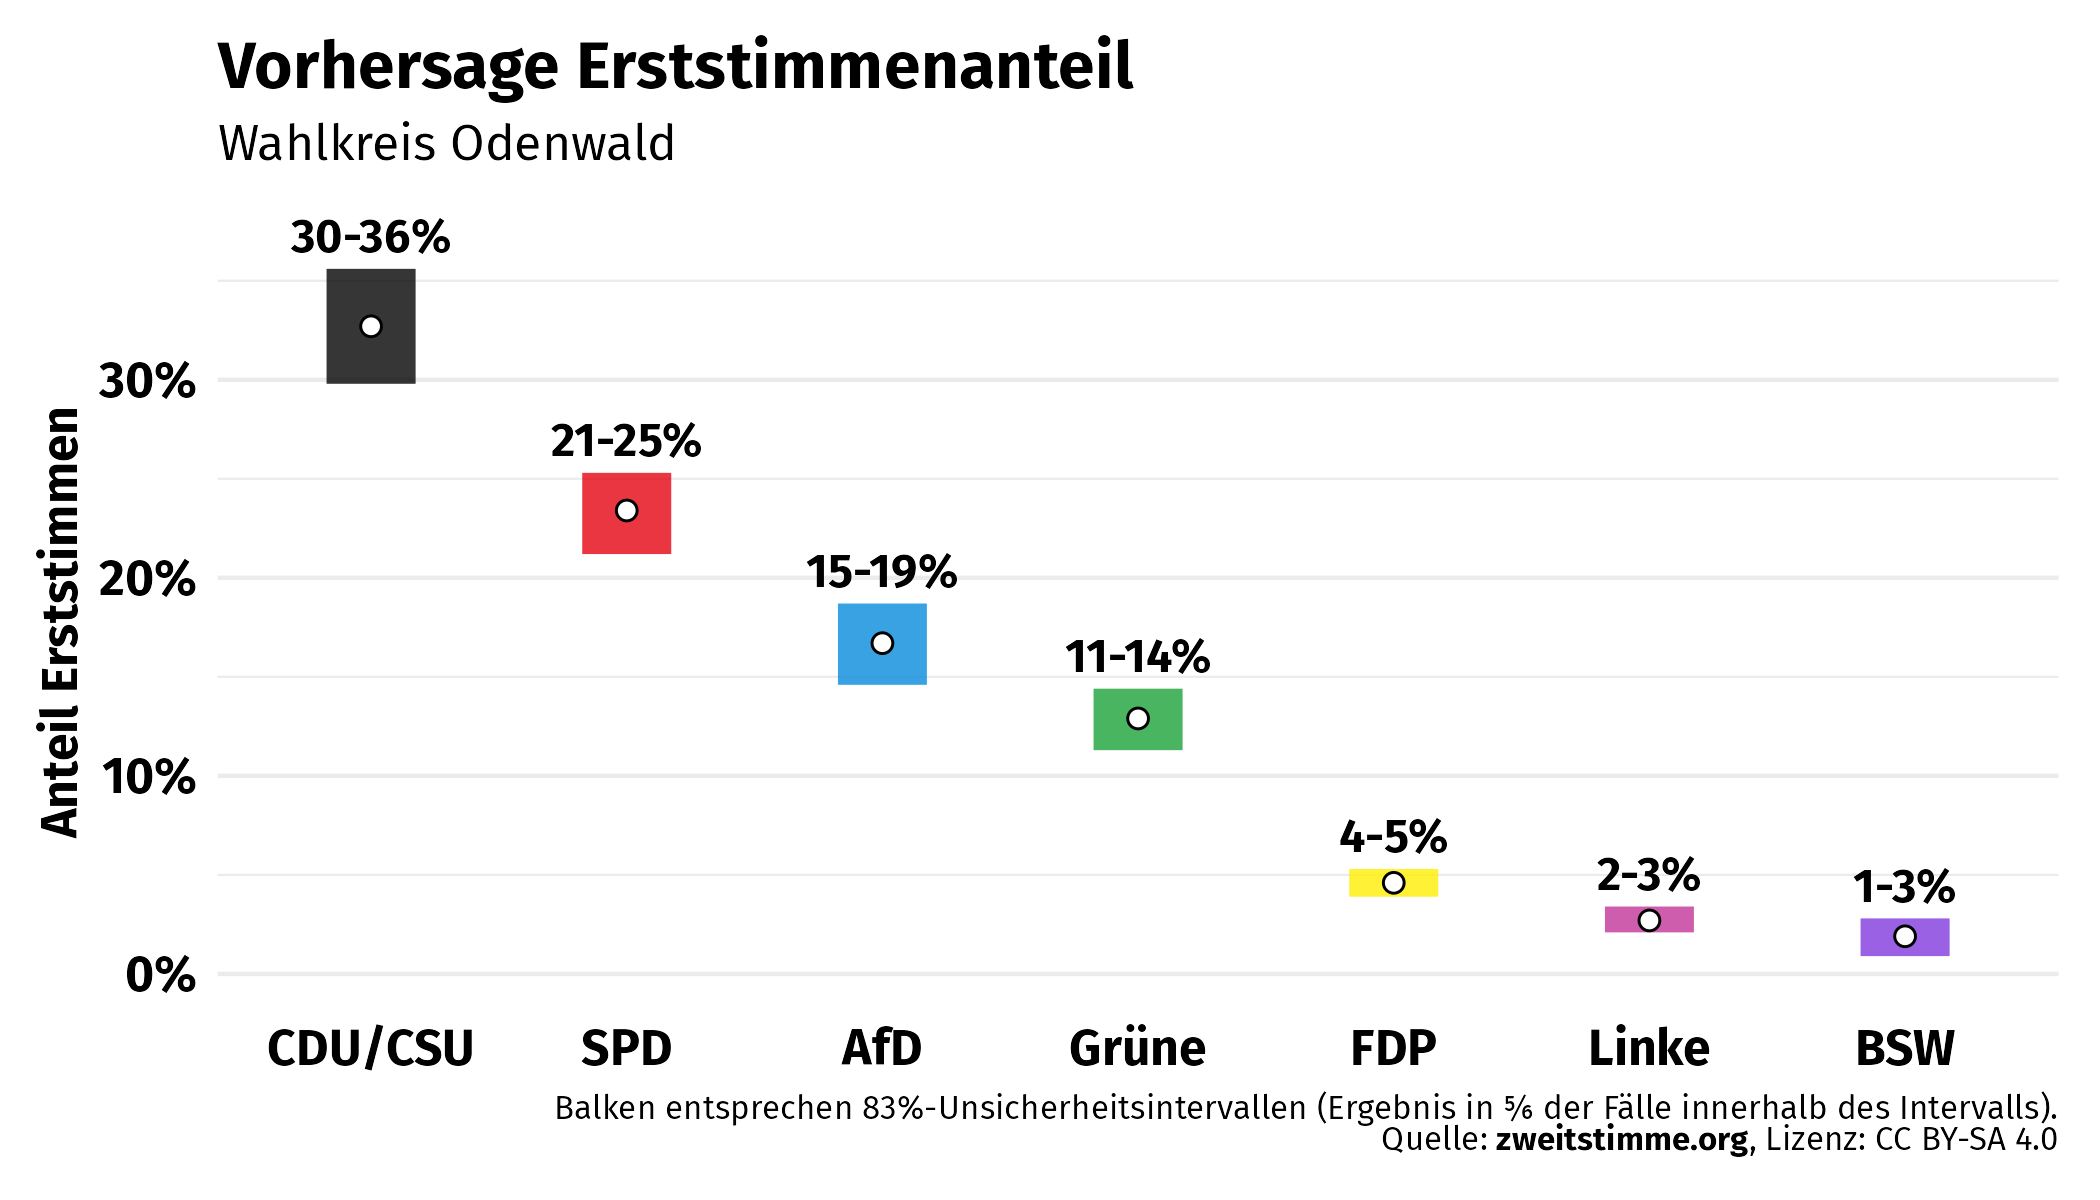 Vorhersage Erststimmenanteil
Wahlkreis Odenwald
Anteil Erststimmen
30%
20%
10%
0%
30-36%
21-25%
15-19%
11-14%
4-5%
2-3%
1-3%
CDU/CSU SPD AfD Grüne FDP Linke BSW
Balken entsprechen 83%-Unsicherheitsintervallen (Ergebnis in ⅚ der Fälle innerhalb des Intervalls).
Quelle: zweitstimme.org, Lizenz: CC BY-SA 4.0